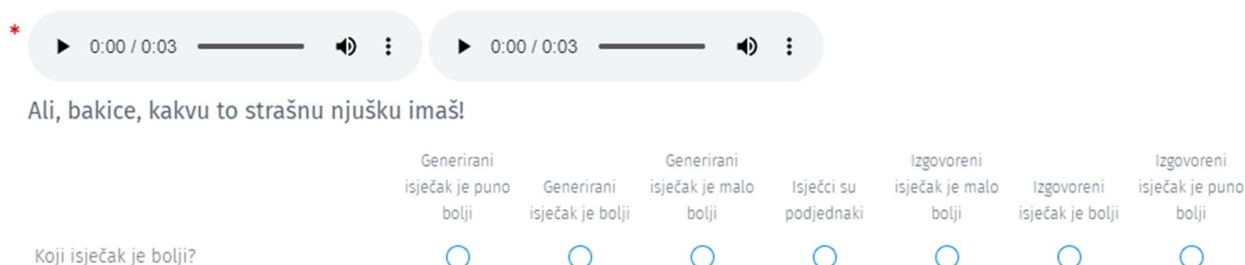 *
0:00 / 0:03 0:00 / 0:03
Ali, bakice, kakvu to strašnu njušku imaš!
Generirani isječak je puno bolji
Generirani isječak je bolji
Generirani isječak je malo bolji
Isječci su podjednaki
Izgovoreni isječak je malo bolji
Izgovoreni isječak je bolji
Izgovoreni isječak je puno bolji
Koji isječak je bolji?